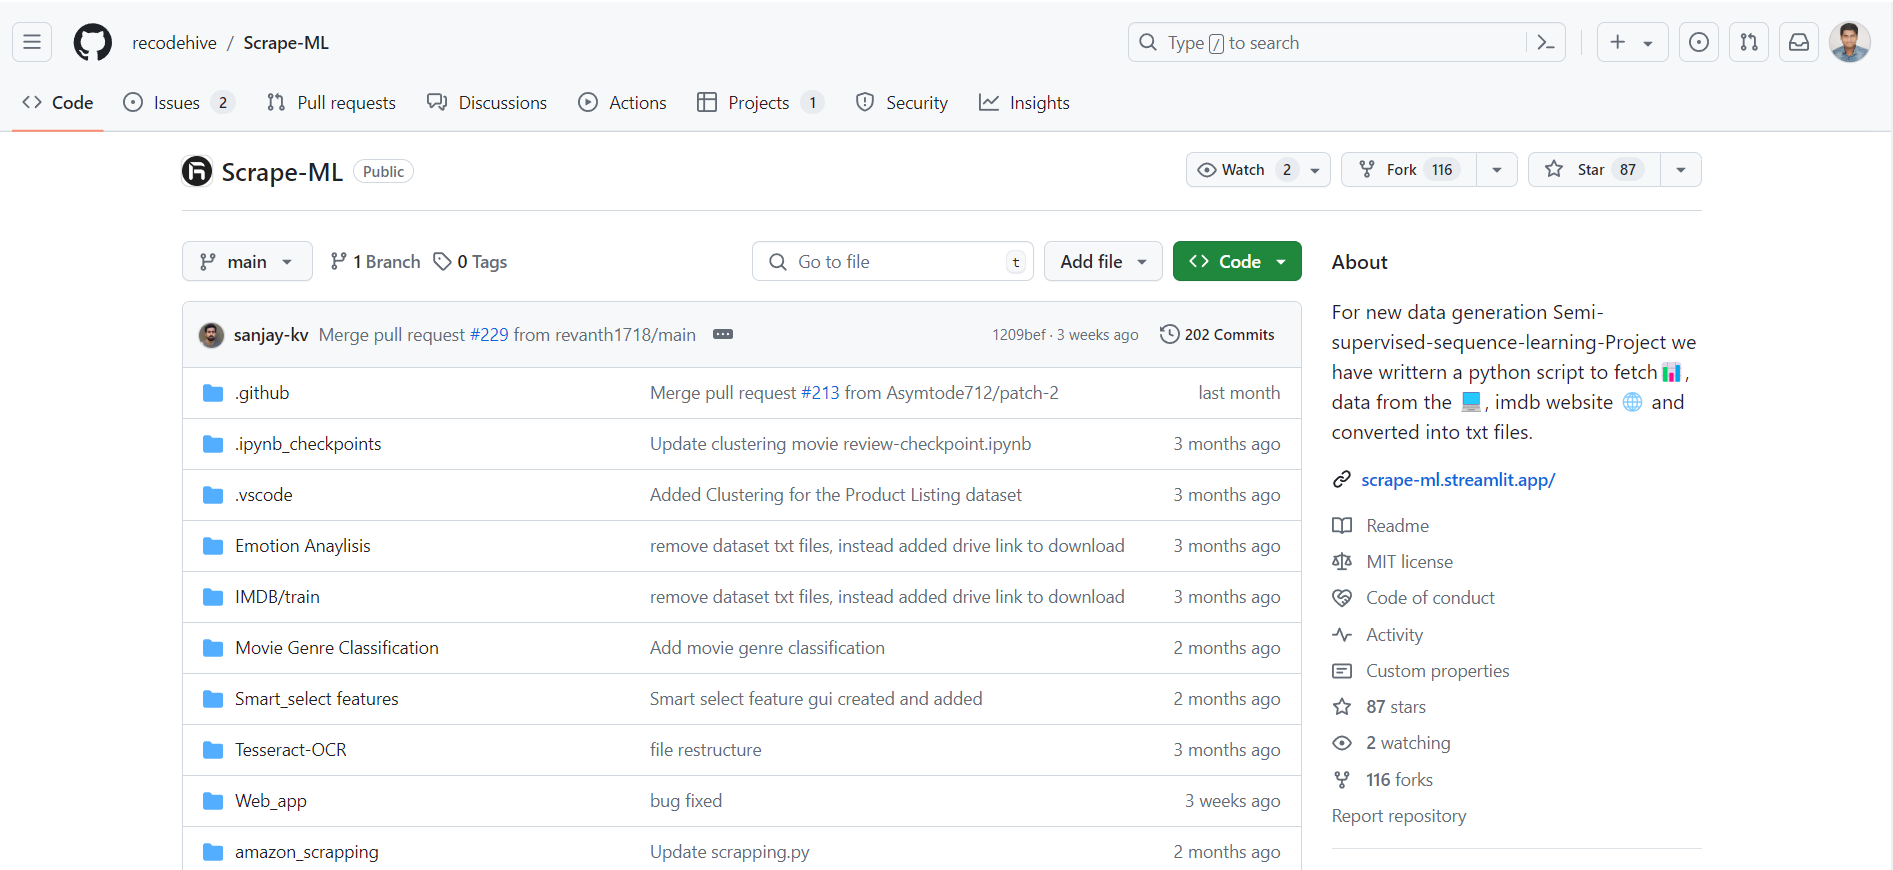 recodehive / Scrape-ML
Type / to search
Code
Issues 2
Pull requests
Discussions
Actions
Projects 1
Security
Insights
Scrape-ML Public
Watch 2
Fork 116
Star 87
main
1 Branch
0 Tags
Go to file t
Add file
Code
sanjay-kv Merge pull request #229 from revanth1718/main
1209bef · 3 weeks ago
202 Commits
.github Merge pull request #213 from Asymtode712/patch-2 last month
.ipynb_checkpoints Update clustering movie review-checkpoint.ipynb 3 months ago
.vscode Added Clustering for the Product Listing dataset 3 months ago
Emotion Anaylisis remove dataset txt files, instead added drive link to download 3 months ago
IMDB/train remove dataset txt files, instead added drive link to download 3 months ago
Movie Genre Classification Add movie genre classification 2 months ago
Smart_select features Smart select feature gui created and added 2 months ago
Tesseract-OCR file restructure 3 months ago
Web_app bug fixed 3 weeks ago
amazon_scrapping Update scrapping.py 2 months ago
About
For new data generation Semi-
supervised-sequence-learning-Project we
have writtern a python script to fetch📊,
data from the 💻, imdb website 🌐 and
converted into txt files.
scrape-ml.streamlit.app/
Readme
MIT license
Code of conduct
Activity
Custom properties
87 stars
2 watching
116 forks
Report repository